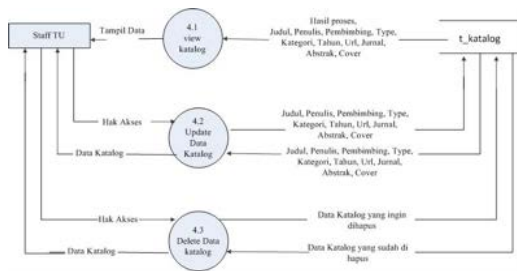 Staff TU
Tampil Data
4.1
view
katalog
Hasil proses,
Judul, Penulis, Pembimbing, Type,
Kategori, Tahun, Url, Jurnal,
Abstrak, Cover
t_katalog
Hak Akses
4.2
Update
Data
Katalog
Judul, Penulis, Pembimbing, Type,
Kategori, Tahun, Url, Jurnal,
Abstrak, Cover
Data Katalog
Judul, Penulis, Pembimbing, Type,
Kategori, Tahun, Url, Jurnal,
Abstrak, Cover
Hak Akses
4.3
Delete Data
katalog
Data Katalog yang ingin
dihapus
Data Katalog
Data Katalog yang sudah di
hapus